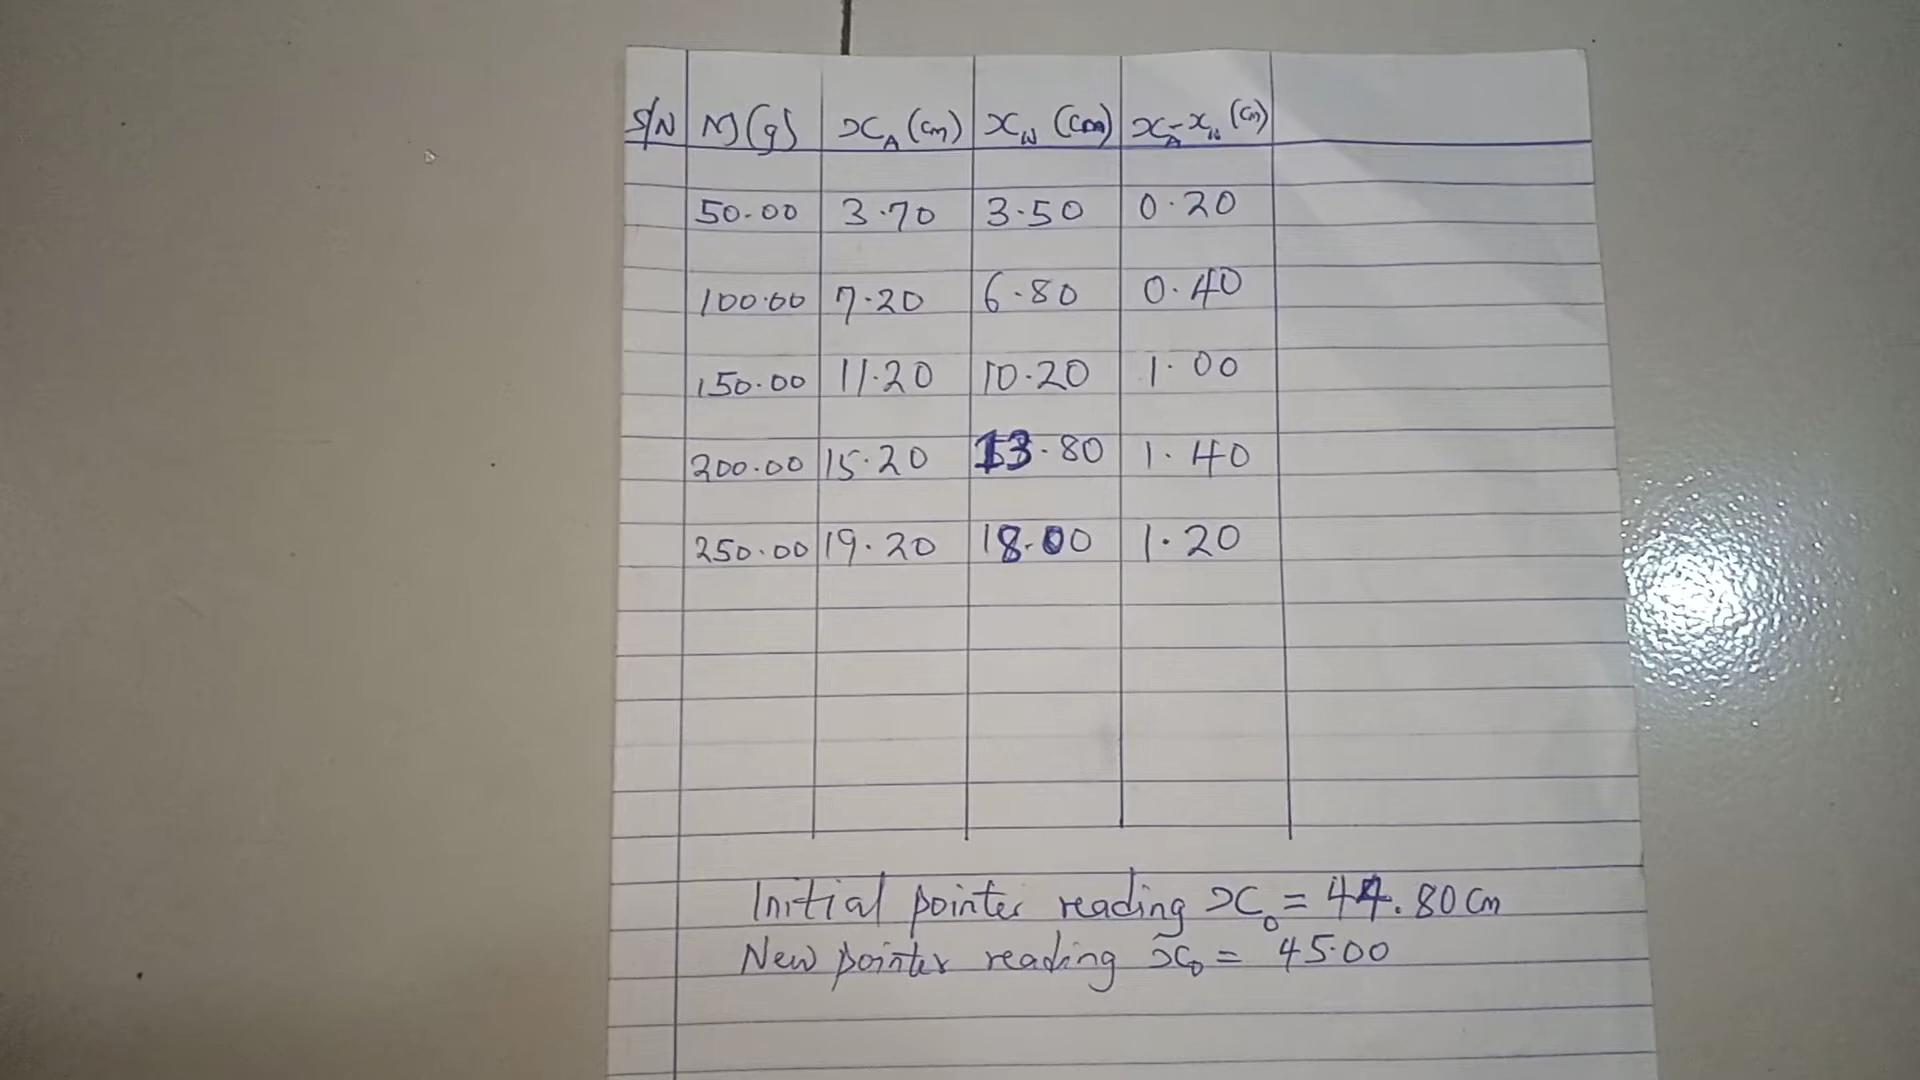 S/N M(g) xA (cm) xW (cm) xA-xW (cm)
50.00 3.70 3.50 0.20
100.00 7.20 6.80 0.40
150.00 11.20 10.20 1.00
200.00 15.20 13.80 1.40
250.00 19.20 18.00 1.20
Initial pointer reading x0 = 44.80 cm
New pointer reading x0 = 45.00